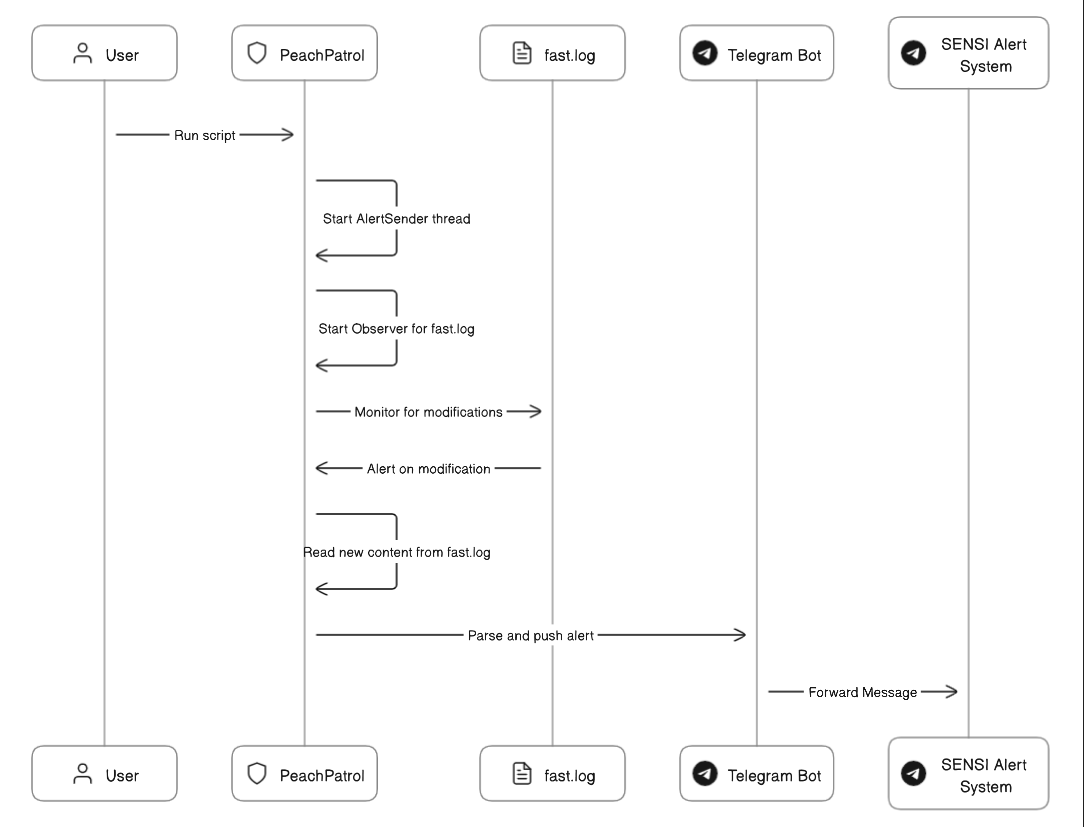 User
PeachPatrol
fast.log
Telegram Bot
SENSI Alert
System
Run script
Start AlertSender thread
Start Observer for fast.log
Monitor for modifications
Alert on modification
Read new content from fast.log
Parse and push alert
Forward Message
User
PeachPatrol
fast.log
Telegram Bot
SENSI Alert
System